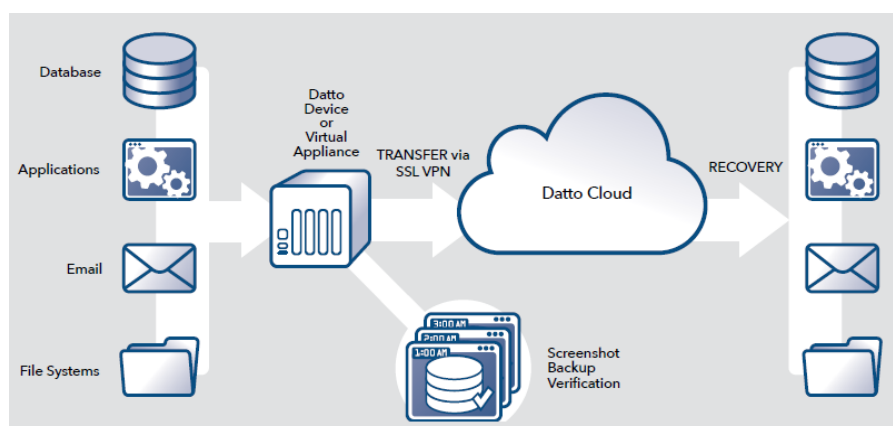 Database
Applications
Email
File Systems
Datto
Device
or
Virtual
Appliance
TRANSFER via
SSL VPN
Datto Cloud
RECOVERY
3:00 AM
2:00 AM
1:00 AM
Screenshot
Backup
Verification